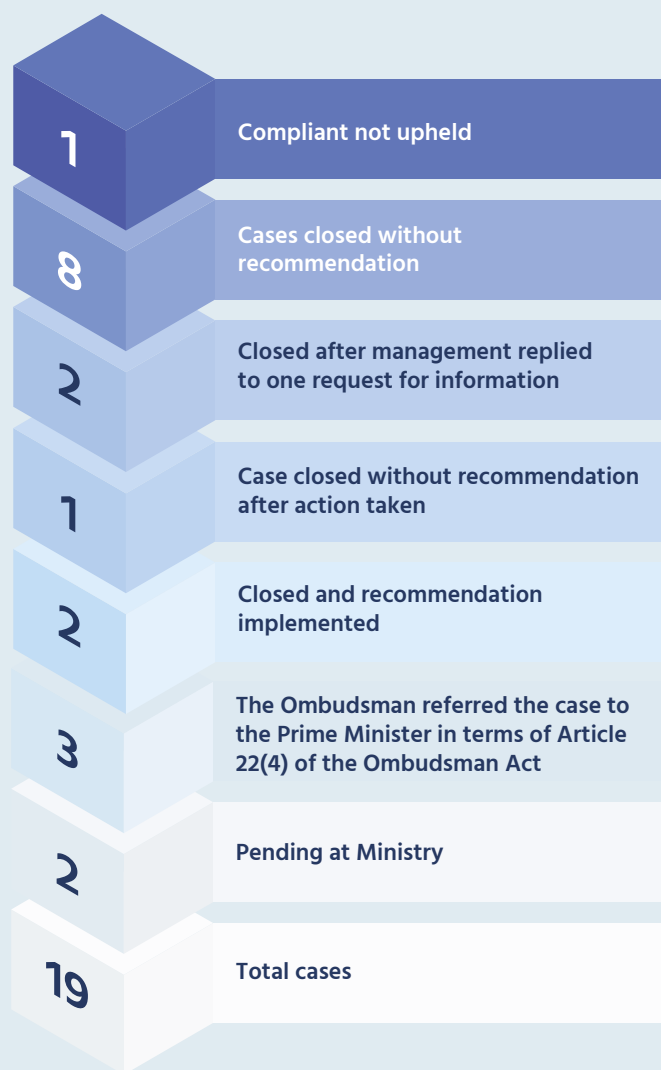 1
Compliant not upheld
8
Cases closed without
recommendation
2
Closed after management replied
to one request for information
1
Case closed without recommendation
after action taken
2
Closed and recommendation
implemented
3
The Ombudsman referred the case to
the Prime Minister in terms of Article
22(4) of the Ombudsman Act
2
Pending at Ministry
19
Total cases